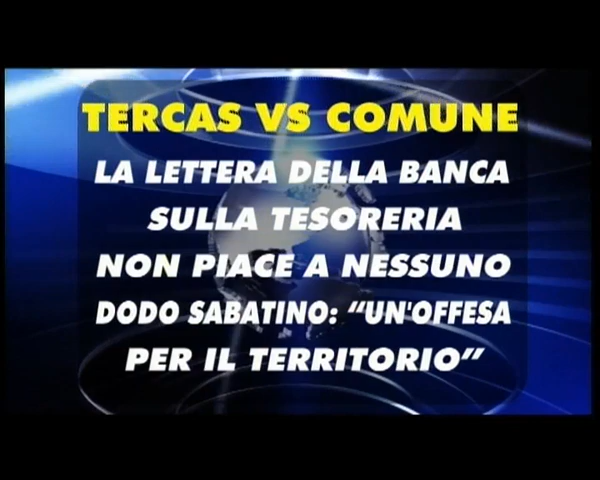 TERCAS VS COMUNE
LA LETTERA DELLA BANCA
SULLA TESORERIA
NON PIACE A NESSUNO
DODO SABATINO: “UN'OFFESA
PER IL TERRITORIO”